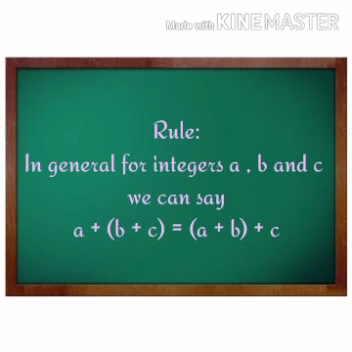 Made with KINEMASTER
Rule:
In general for integers a , b and c
we can say
a + (b + c) = (a + b) + c